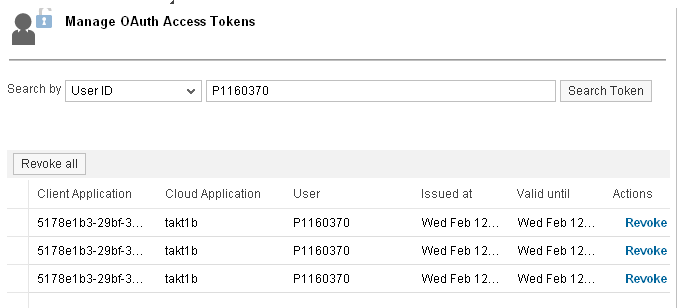 Manage OAuth Access Tokens
Search by User ID P1160370 Search Token
Revoke all
Client Application Cloud Application User Issued at Valid until Actions
5178e1b3-29bf-3... takt1b P1160370 Wed Feb 12... Wed Feb 12... Revoke
5178e1b3-29bf-3... takt1b P1160370 Wed Feb 12... Wed Feb 12... Revoke
5178e1b3-29bf-3... takt1b P1160370 Wed Feb 12... Wed Feb 12... Revoke